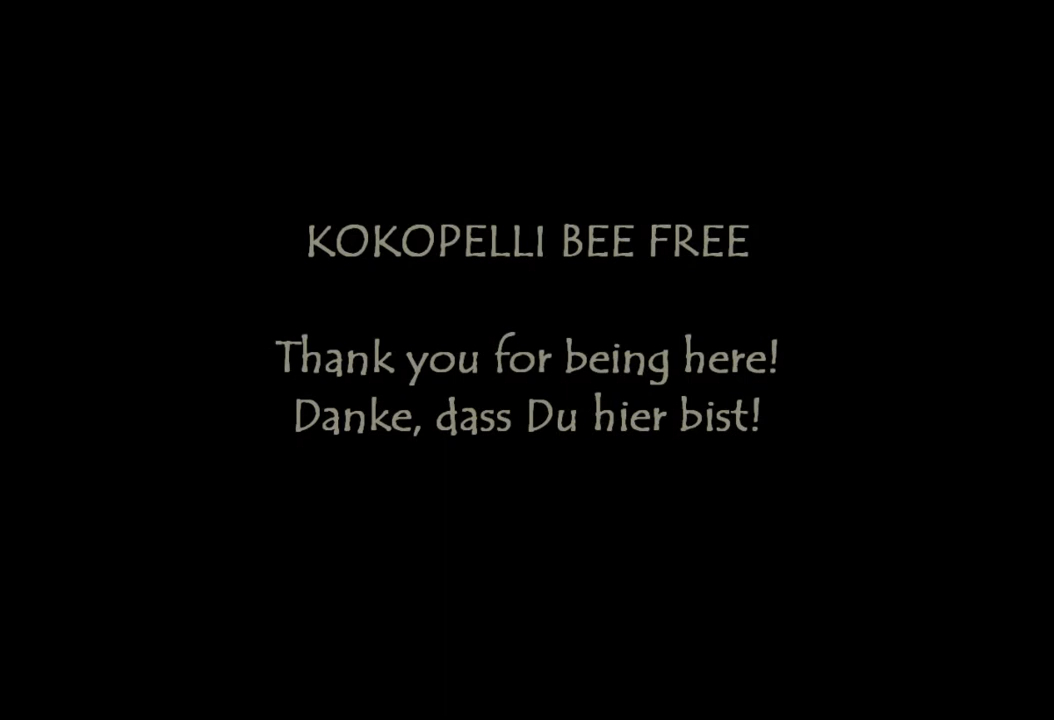 KOKOPELLI BEE FREE
Thank you for being here!
Danke, dass Du hier bist!